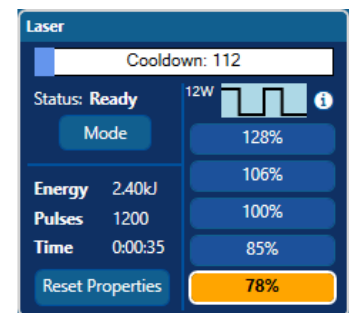 Laser
Cooldown: 112
Status: Ready
Mode
12W
i
128%
106%
100%
85%
78%
Energy 2.40kJ
Pulses 1200
Time 0:00:35
Reset Properties